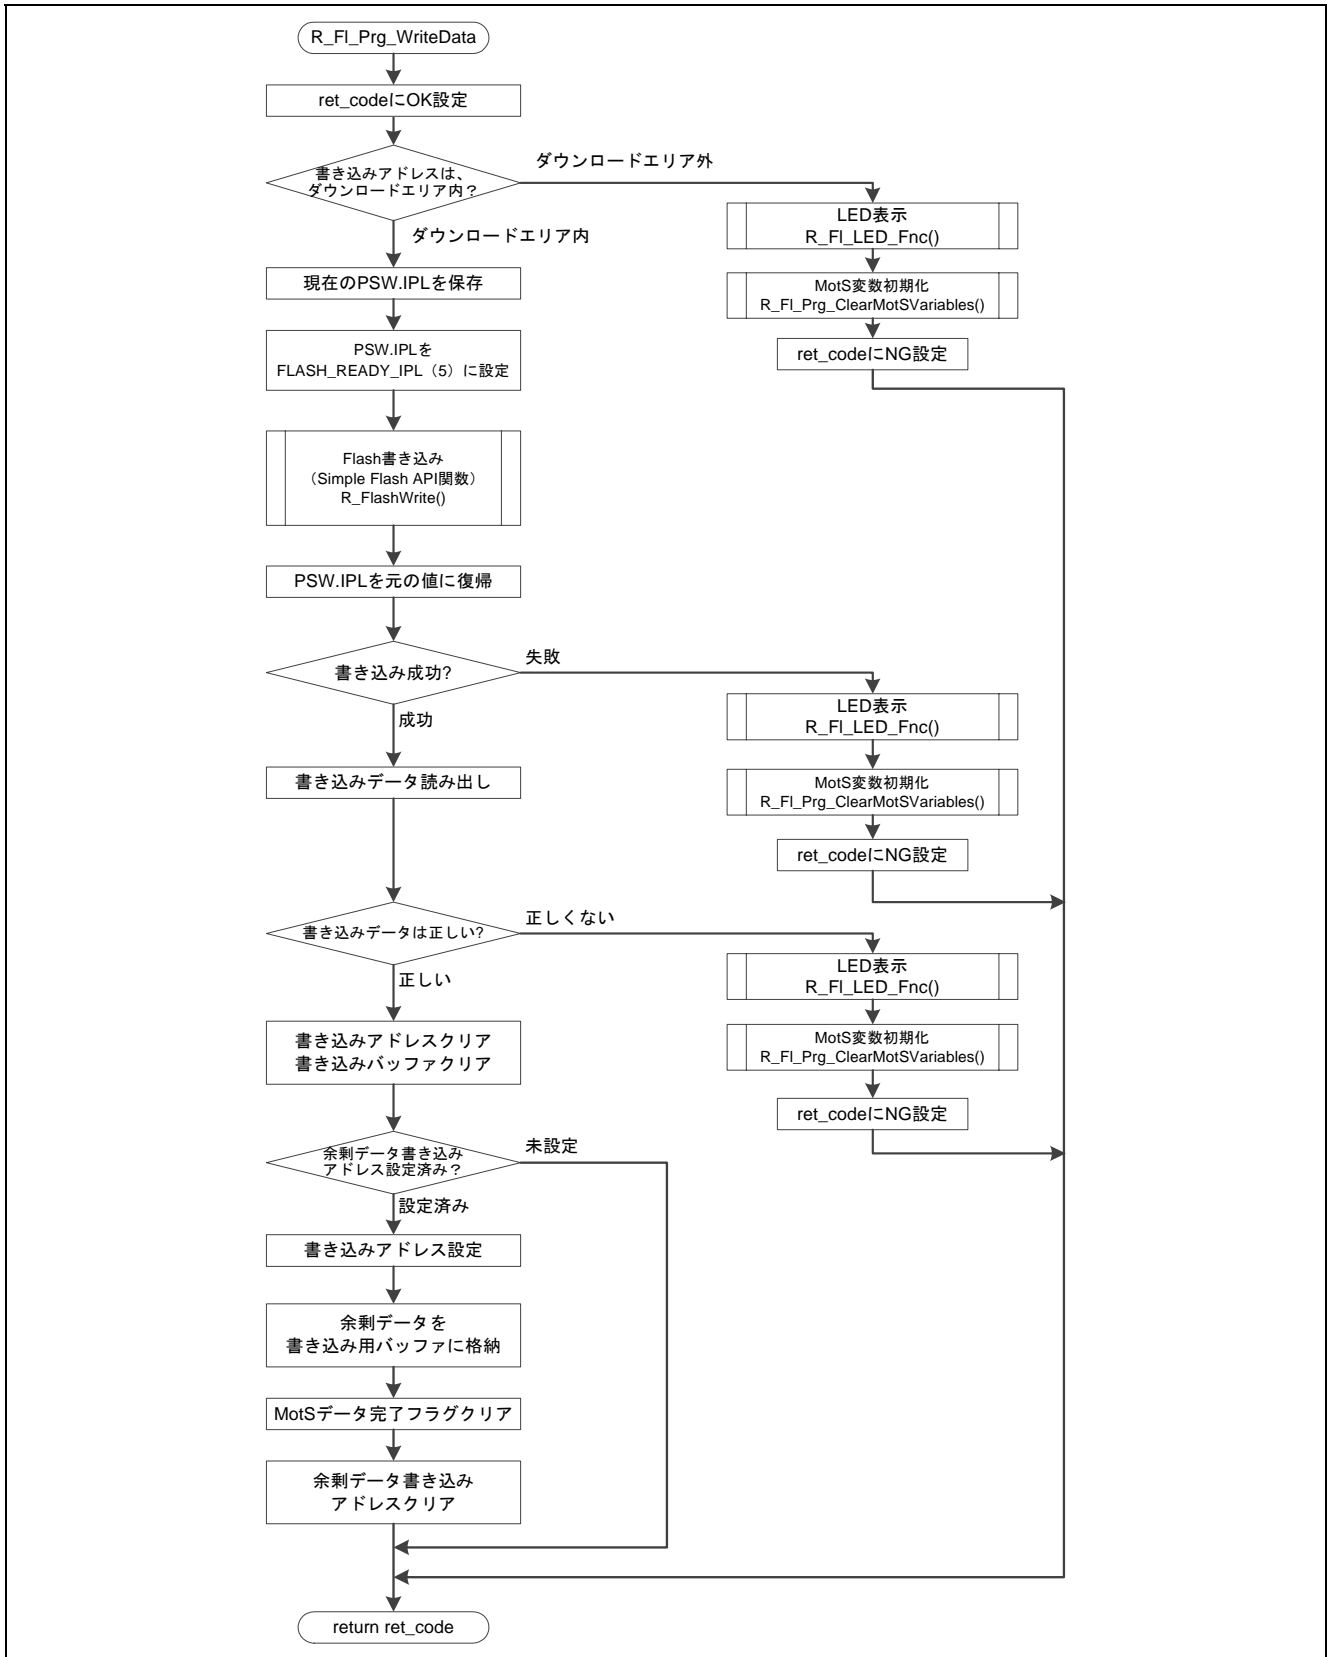 R_Fl_Prg_WriteData
ret_codeにOK設定
書き込みアドレスは、
ダウンロードエリア内？
ダウンロードエリア外
LED表示
R_Fl_LED_Fnc()
MotS変数初期化
R_Fl_Prg_ClearMotSVariables()
ret_codeにNG設定
ダウンロードエリア内
現在のPSW.IPLを保存
PSW.IPLを
FLASH_READY_IPL（5）に設定
Flash書き込み
（Simple Flash API関数）
R_FlashWrite()
PSW.IPLを元の値に復帰
書き込み成功?
失敗
LED表示
R_Fl_LED_Fnc()
MotS変数初期化
R_Fl_Prg_ClearMotSVariables()
ret_codeにNG設定
成功
書き込みデータ読み出し
書き込みデータは正しい?
正しくない
LED表示
R_Fl_LED_Fnc()
MotS変数初期化
R_Fl_Prg_ClearMotSVariables()
ret_codeにNG設定
正しい
書き込みアドレスクリア
書き込みバッファクリア
余剰データ書き込み
アドレス設定済み？
未設定
設定済み
書き込みアドレス設定
余剰データを
書き込み用バッファに格納
MotSデータ完了フラグクリア
余剰データ書き込み
アドレスクリア
return ret_code